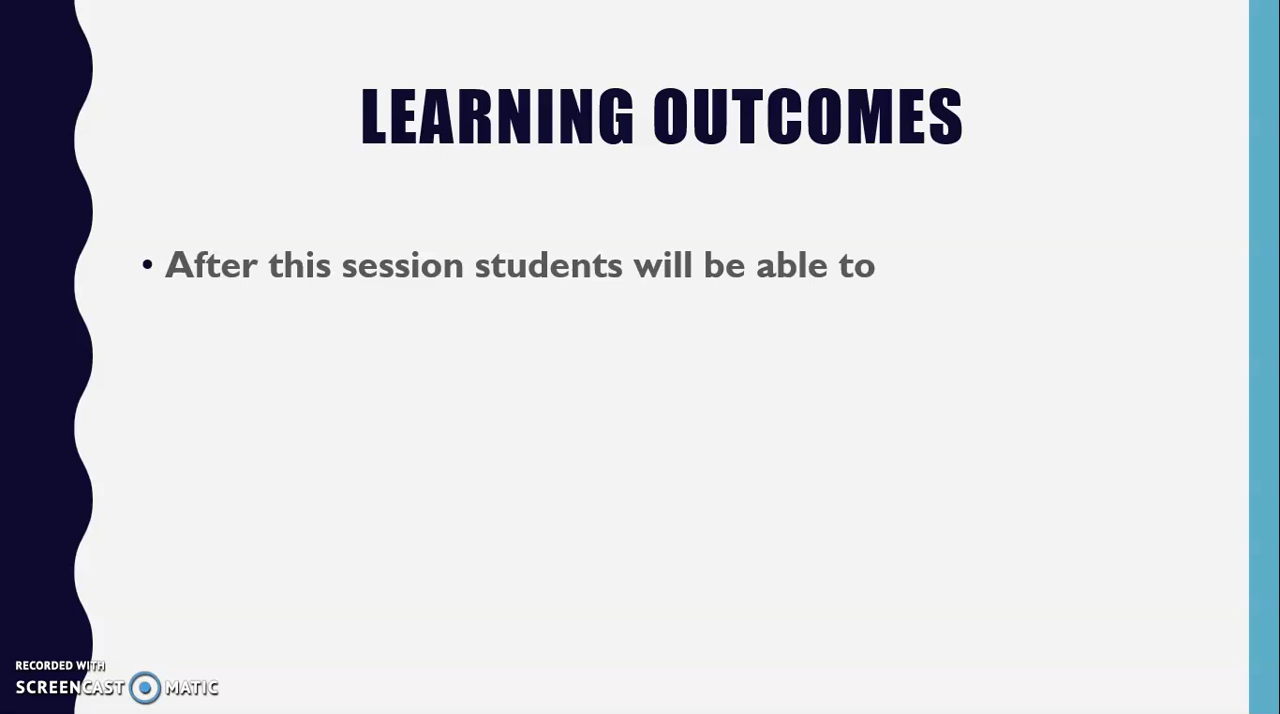 LEARNING OUTCOMES
• After this session students will be able to
RECORDED WITH
SCREENCAST MATIC